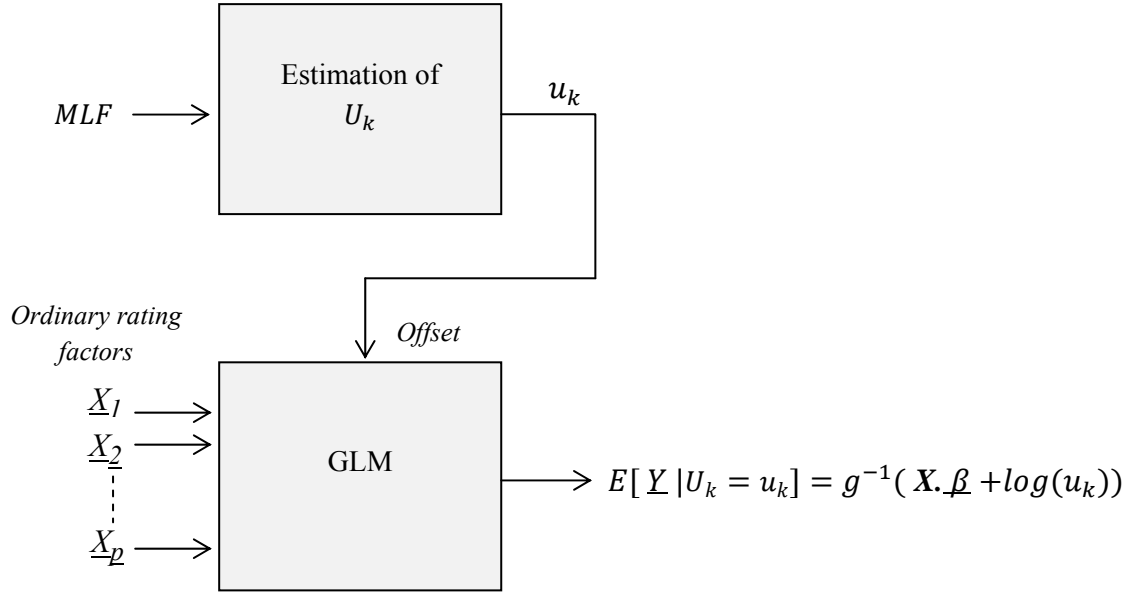 Estimation of
U_k
u_k
MLF
Ordinary rating
factors
Offset
X_1
X_2
X_p
GLM
E[ Y |U_k = u_k] = g^{-1}( X. β +log(u_k))